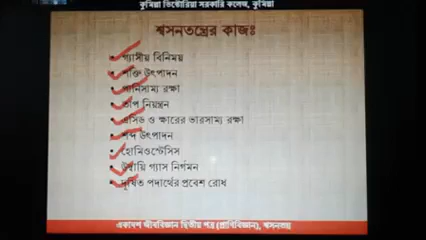 কুমিল্লা ভিক্টোরিয়া সরকারি কলেজ, কুমিল্লা
শ্বসনতন্ত্রের কাজঃ
গ্যাসীয় বিনিময়
শক্তি উৎপাদন
পানিসাম্য রক্ষা
তাপ নিয়ন্ত্রন
এসিড ও ক্ষারের ভারসাম্য রক্ষা
শব্দ উৎপাদন
হোমিওস্টেসিস
উদ্বায়ি গ্যাস নির্গমন
দূষিত পদার্থের প্রবেশ রোধ
একাদশ জীববিজ্ঞান দ্বিতীয় পত্র (প্রাণিবিজ্ঞান), শ্বসনতন্ত্র